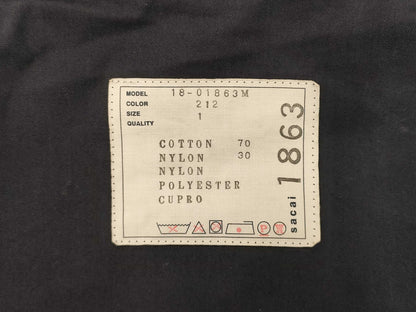 MODEL 18-01863M
COLOR 212
SIZE 1
QUALITY
COTTON 70
NYLON 30
NYLON
POLYESTER
CUPRO
sacai 1863